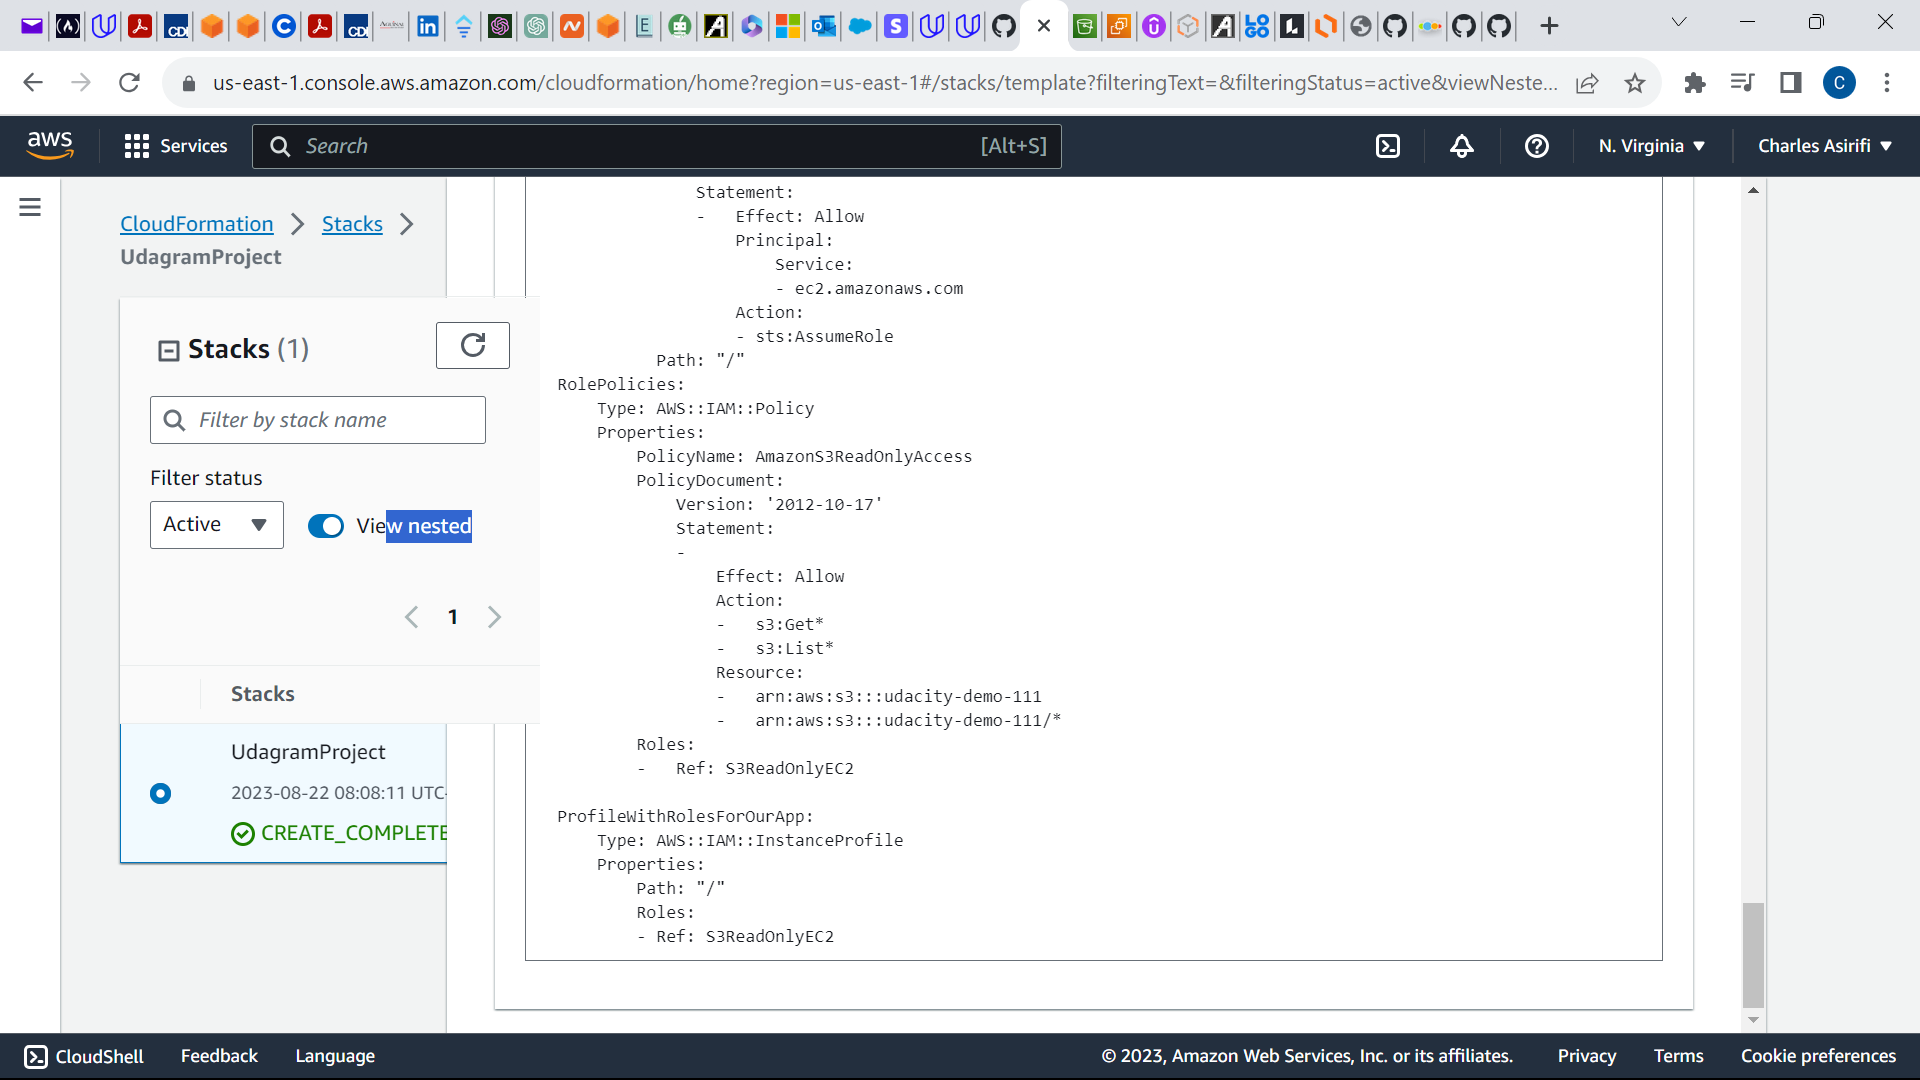 us-east-1.console.aws.amazon.com/cloudformation/home?region=us-east-1#/stacks/template?filteringText=&filteringStatus=active&viewNeste...
C
aws
Services
Search
[Alt+S]
N. Virginia
Charles Asirifi
CloudFormation
Stacks
UdagramProject
Stacks (1)
Filter by stack name
Filter status
Active
View nested
1
Stacks
UdagramProject
2023-08-22 08:08:11 UTC-
CREATE_COMPLETE
Statement:
- Effect: Allow
Principal:
Service:
- ec2.amazonaws.com
Action:
- sts:AssumeRole
Path: "/"
RolePolicies:
Type: AWS::IAM::Policy
Properties:
PolicyName: AmazonS3ReadOnlyAccess
PolicyDocument:
Version: '2012-10-17'
Statement:
-
Effect: Allow
Action:
- s3:Get*
- s3:List*
Resource:
- arn:aws:s3:::udacity-demo-111
- arn:aws:s3:::udacity-demo-111/*
Roles:
- Ref: S3ReadOnlyEC2
ProfileWithRolesForOurApp:
Type: AWS::IAM::InstanceProfile
Properties:
Path: "/"
Roles:
- Ref: S3ReadOnlyEC2
CloudShell
Feedback
Language
© 2023, Amazon Web Services, Inc. or its affiliates.
Privacy
Terms
Cookie preferences